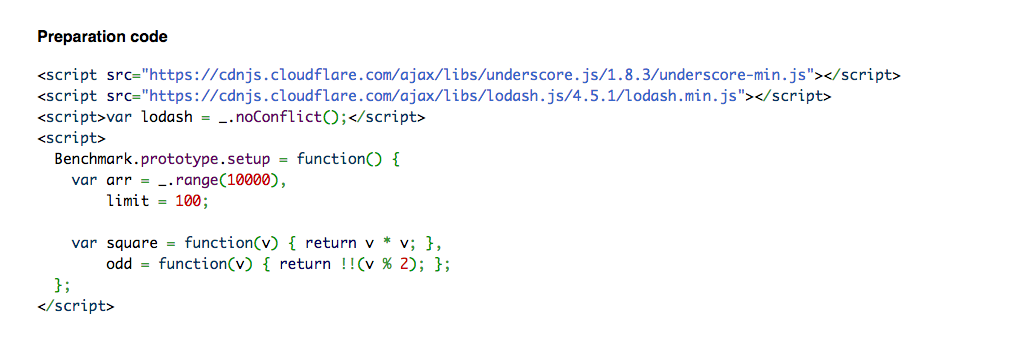 Preparation code
<script src="https://cdnjs.cloudflare.com/ajax/libs/underscore.js/1.8.3/underscore-min.js"></script>
<script src="https://cdnjs.cloudflare.com/ajax/libs/lodash.js/4.5.1/lodash.min.js"></script>
<script>var lodash = _.noConflict();</script>
<script>
  Benchmark.prototype.setup = function() {
    var arr = _.range(10000),
        limit = 100;

    var square = function(v) { return v * v; },
        odd = function(v) { return !!(v % 2); };
  };
</script>